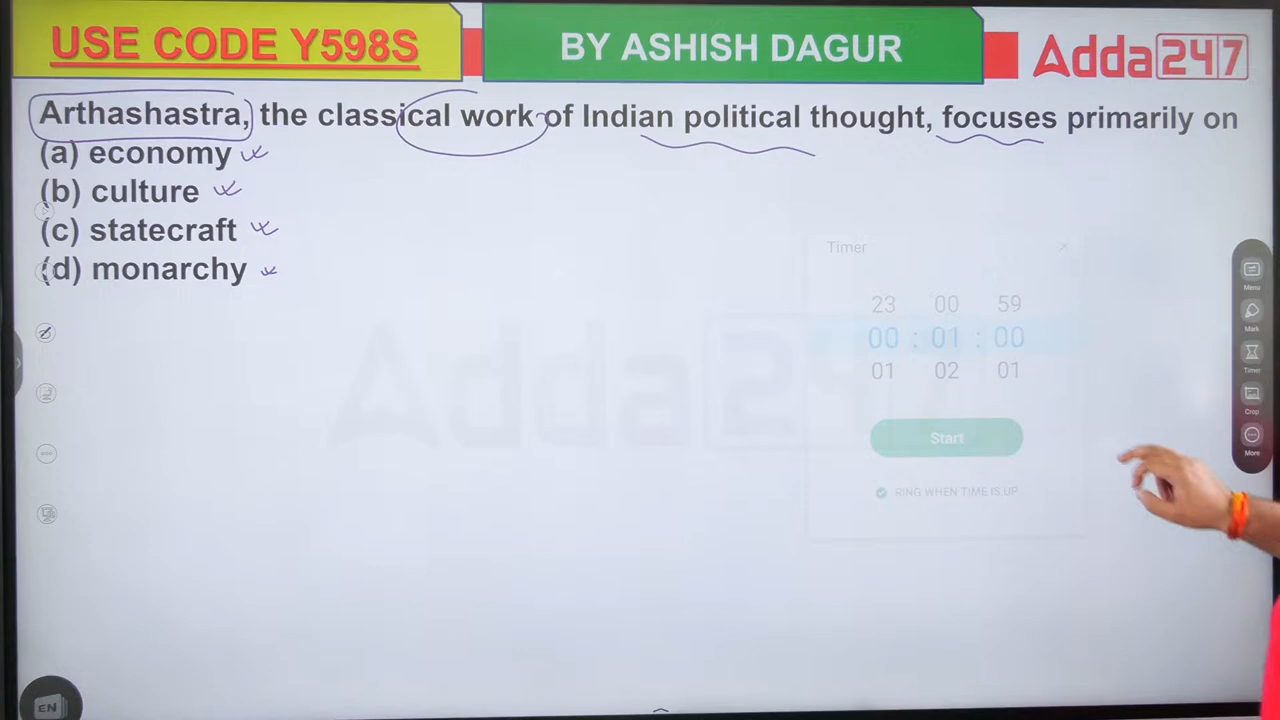 USE CODE Y598S
BY ASHISH DAGUR
Adda247
Arthashastra, the classical work of Indian political thought, focuses primarily on
(a) economy
(b) culture
(c) statecraft
(d) monarchy
Timer
23 00 59
00 : 01 : 00
01 02 01
Start
RING WHEN TIME IS UP
Menu
Mark
Timer
Crop
More
Adda247
EN